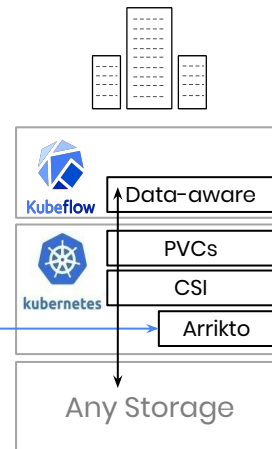 Data-aware
Kubeflow
PVCs
CSI
kubernetes
Arrikto
Any Storage